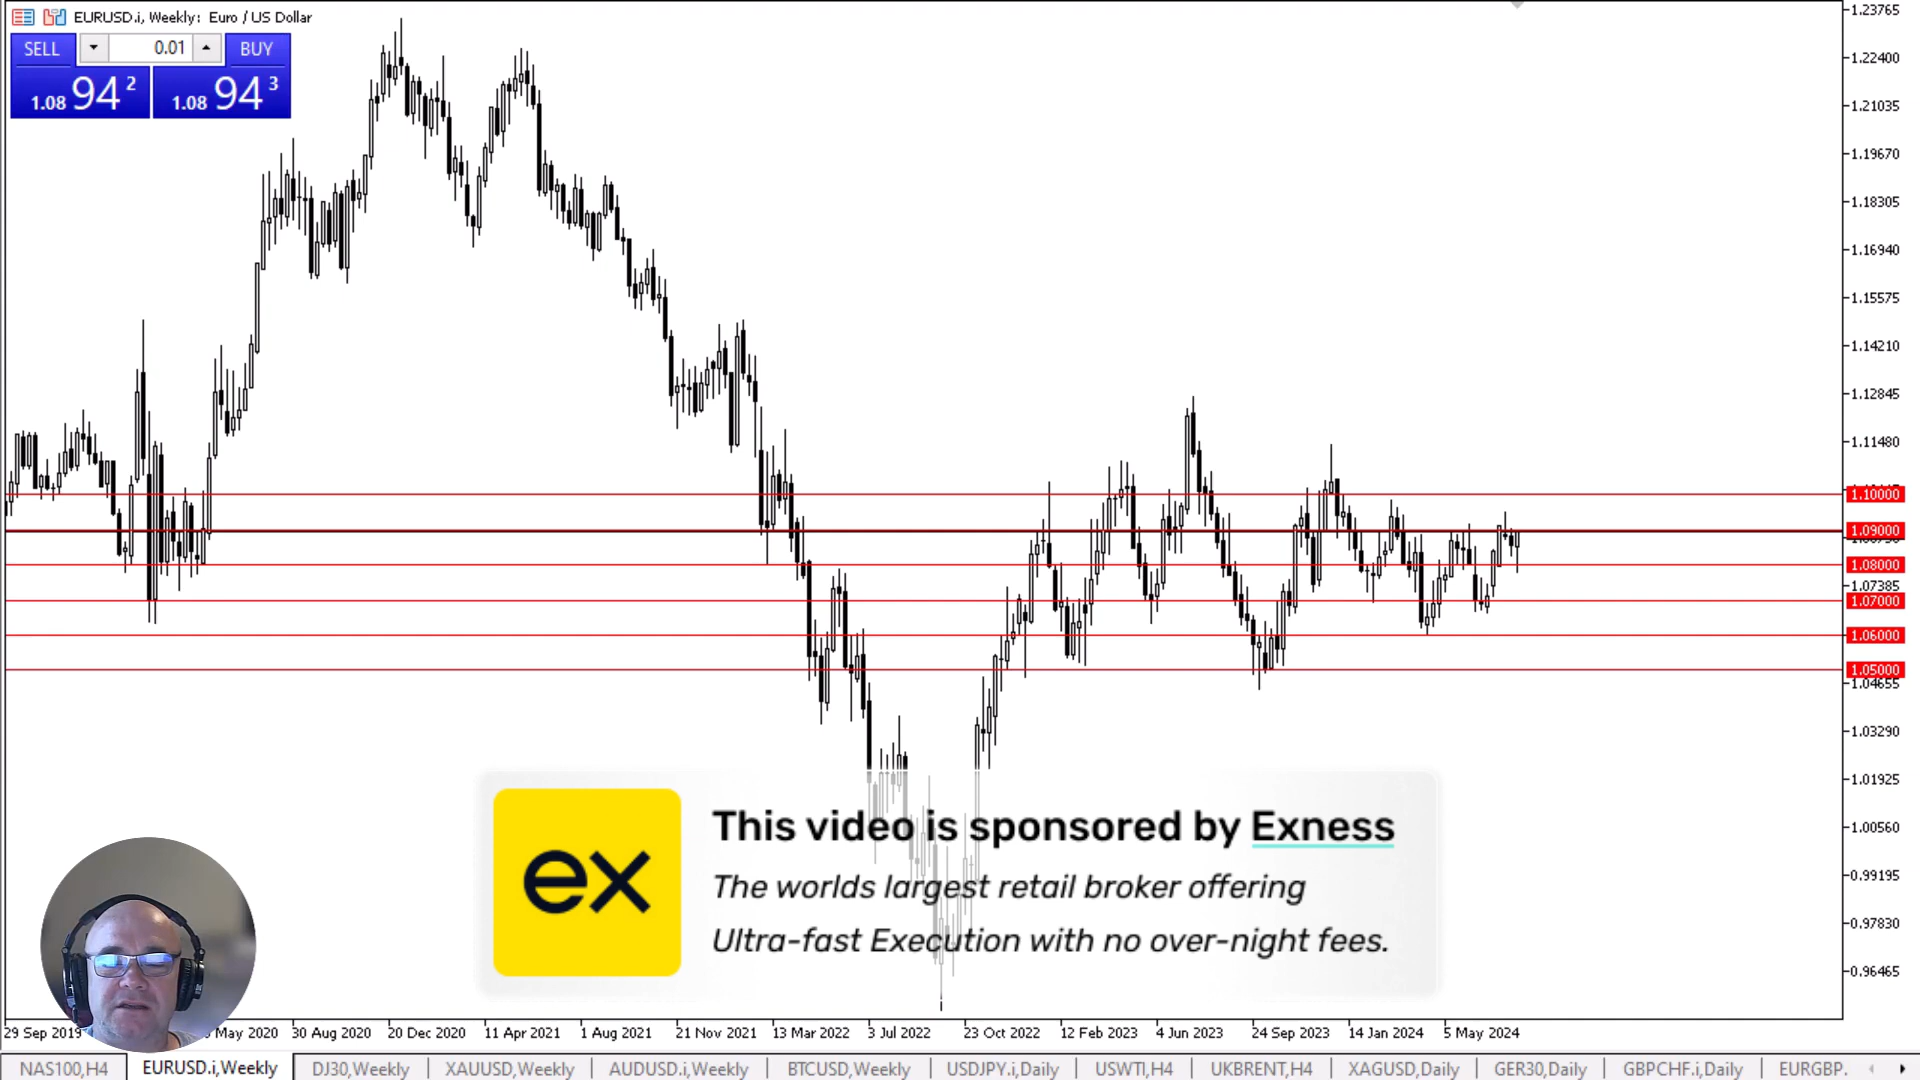 EURUSD.i, Weekly: Euro / US Dollar
SELL 0.01 BUY
1.08 94 2 1.08 94 3
1.23765
1.22400
1.21035
1.19670
1.18305
1.16940
1.15575
1.14210
1.12845
1.11480
1.10000
1.09000
1.08000
1.07385
1.07000
1.06000
1.05000
1.04655
1.03290
1.01925
1.00560
0.99195
0.97830
0.96465
ex
This video is sponsored by Exness
The worlds largest retail broker offering
Ultra-fast Execution with no over-night fees.
29 Sep 2019 May 2020 30 Aug 2020 20 Dec 2020 11 Apr 2021 1 Aug 2021 21 Nov 2021 13 Mar 2022 3 Jul 2022 23 Oct 2022 12 Feb 2023 4 Jun 2023 24 Sep 2023 14 Jan 2024 5 May 2024
NAS100,H4 EURUSD.i,Weekly DJ30,Weekly XAUUSD,Weekly AUDUSD.i,Weekly BTCUSD,Weekly USDJPY.i,Daily USWTI,H4 UKBRENT,H4 XAGUSD,Daily GER30,Daily GBPCHF.i,Daily EURGBP.